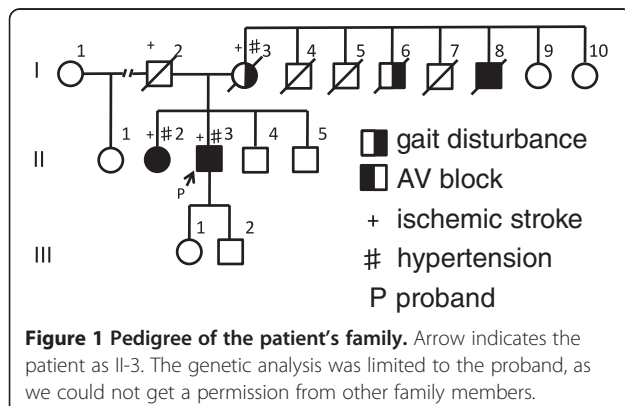 1 + 2 + # 3 4 5 6 7 8 9 10
I
1 + # 2 + # 3 4 5
II
P
1 2
III
gait disturbance
AV block
+ ischemic stroke
# hypertension
P proband
Figure 1 Pedigree of the patient's family. Arrow indicates the
patient as II-3. The genetic analysis was limited to the proband, as
we could not get a permission from other family members.